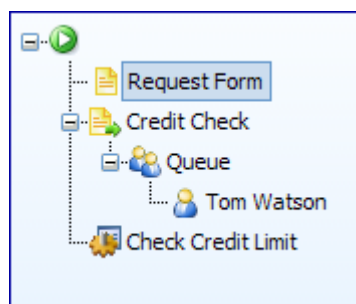 Request Form
Credit Check
Queue
Tom Watson
Check Credit Limit